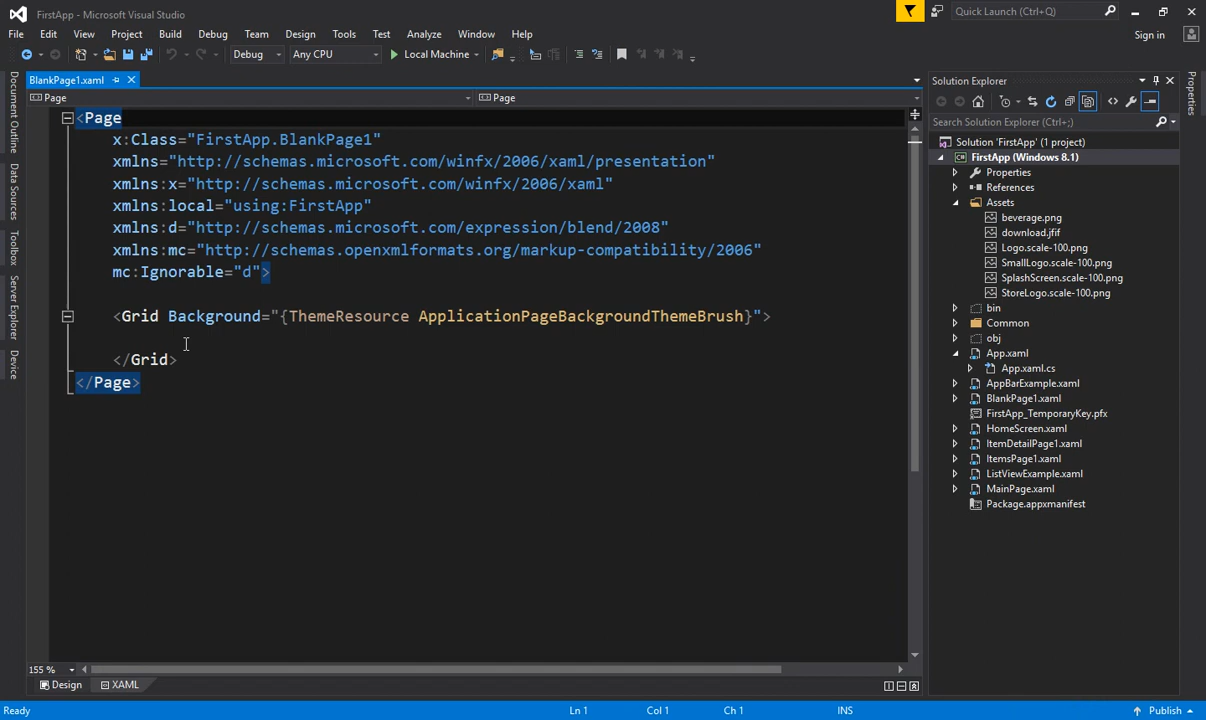 FirstApp - Microsoft Visual Studio
Quick Launch (Ctrl+Q)
File Edit View Project Build Debug Team Design Tools Test Analyze Window Help
Sign in
Debug Any CPU Local Machine
BlankPage1.xaml
Page Page
<Page
x:Class="FirstApp.BlankPage1"
xmlns="http://schemas.microsoft.com/winfx/2006/xaml/presentation"
xmlns:x="http://schemas.microsoft.com/winfx/2006/xaml"
xmlns:local="using:FirstApp"
xmlns:d="http://schemas.microsoft.com/expression/blend/2008"
xmlns:mc="http://schemas.openxmlformats.org/markup-compatibility/2006"
mc:Ignorable="d">
<Grid Background="{ThemeResource ApplicationPageBackgroundThemeBrush}">
</Grid>
</Page>
Document Outline
Data Sources
Toolbox
Server Explorer
Device
Solution Explorer
Search Solution Explorer (Ctrl+;)
Solution 'FirstApp' (1 project)
C# FirstApp (Windows 8.1)
Properties
References
Assets
beverage.png
download.jfif
Logo.scale-100.png
SmallLogo.scale-100.png
SplashScreen.scale-100.png
StoreLogo.scale-100.png
bin
Common
obj
App.xaml
App.xaml.cs
AppBarExample.xaml
BlankPage1.xaml
FirstApp_TemporaryKey.pfx
HomeScreen.xaml
ItemDetailPage1.xaml
ItemsPage1.xaml
ListViewExample.xaml
MainPage.xaml
Package.appxmanifest
Properties
155 %
Design XAML
Ready Ln 1 Col 1 Ch 1 INS Publish